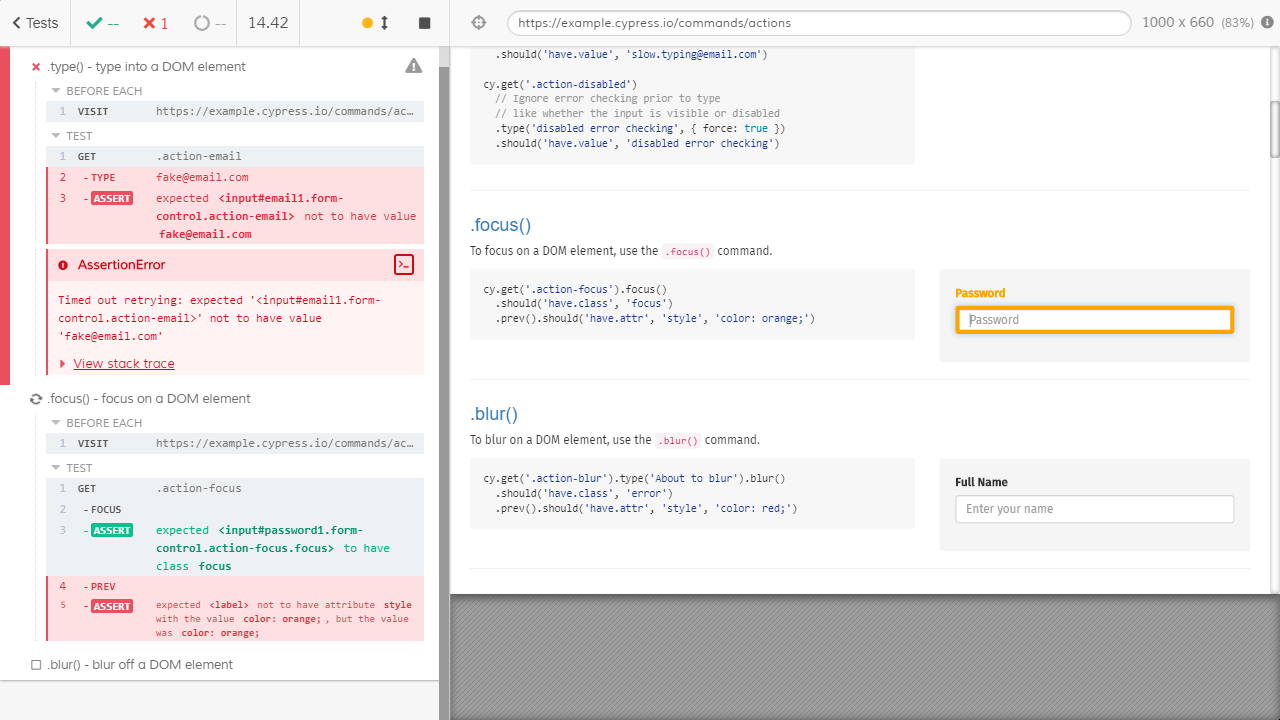 Tests
--
1
--
14.42
https://example.cypress.io/commands/actions
1000 x 660 (83%)
.type() - type into a DOM element
BEFORE EACH
1 VISIT https://example.cypress.io/commands/ac...
TEST
1 GET .action-email
2 - TYPE fake@email.com
3 - ASSERT expected <input#email1.form-
control.action-email> not to have value
fake@email.com
AssertionError
Timed out retrying: expected '<input#email1.form-
control.action-email>' not to have value
'fake@email.com'
View stack trace
.focus() - focus on a DOM element
BEFORE EACH
1 VISIT https://example.cypress.io/commands/ac...
TEST
1 GET .action-focus
2 - FOCUS
3 - ASSERT expected <input#password1.form-
control.action-focus.focus> to have
class focus
4 - PREV
5 - ASSERT expected <label> not to have attribute style
with the value color: orange; , but the value
was color: orange;
.blur() - blur off a DOM element
.should('have.value', 'slow.typing@email.com')
cy.get('.action-disabled')
// Ignore error checking prior to type
// like whether the input is visible or disabled
.type('disabled error checking', { force: true })
.should('have.value', 'disabled error checking')
.focus()
To focus on a DOM element, use the .focus() command.
cy.get('.action-focus').focus()
.should('have.class', 'focus')
.prev().should('have.attr', 'style', 'color: orange;')
Password
Password
.blur()
To blur on a DOM element, use the .blur() command.
cy.get('.action-blur').type('About to blur').blur()
.should('have.class', 'error')
.prev().should('have.attr', 'style', 'color: red;')
Full Name
Enter your name